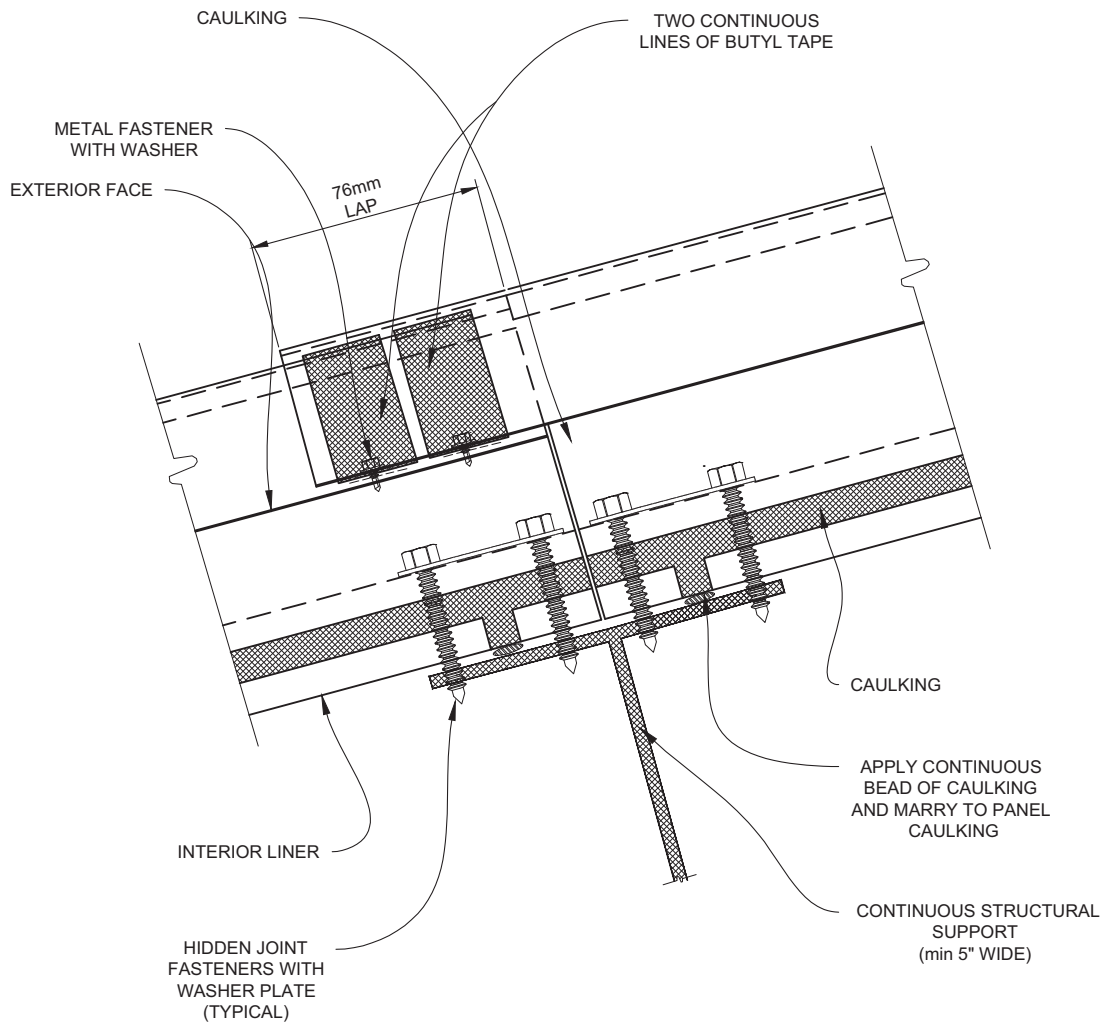 CAULKING
TWO CONTINUOUS
LINES OF BUTYL TAPE
METAL FASTENER
WITH WASHER
EXTERIOR FACE
76mm
LAP
CAULKING
APPLY CONTINUOUS
BEAD OF CAULKING
AND MARRY TO PANEL
CAULKING
INTERIOR LINER
CONTINUOUS STRUCTURAL
SUPPORT
(min 5" WIDE)
HIDDEN JOINT
FASTENERS WITH
WASHER PLATE
(TYPICAL)